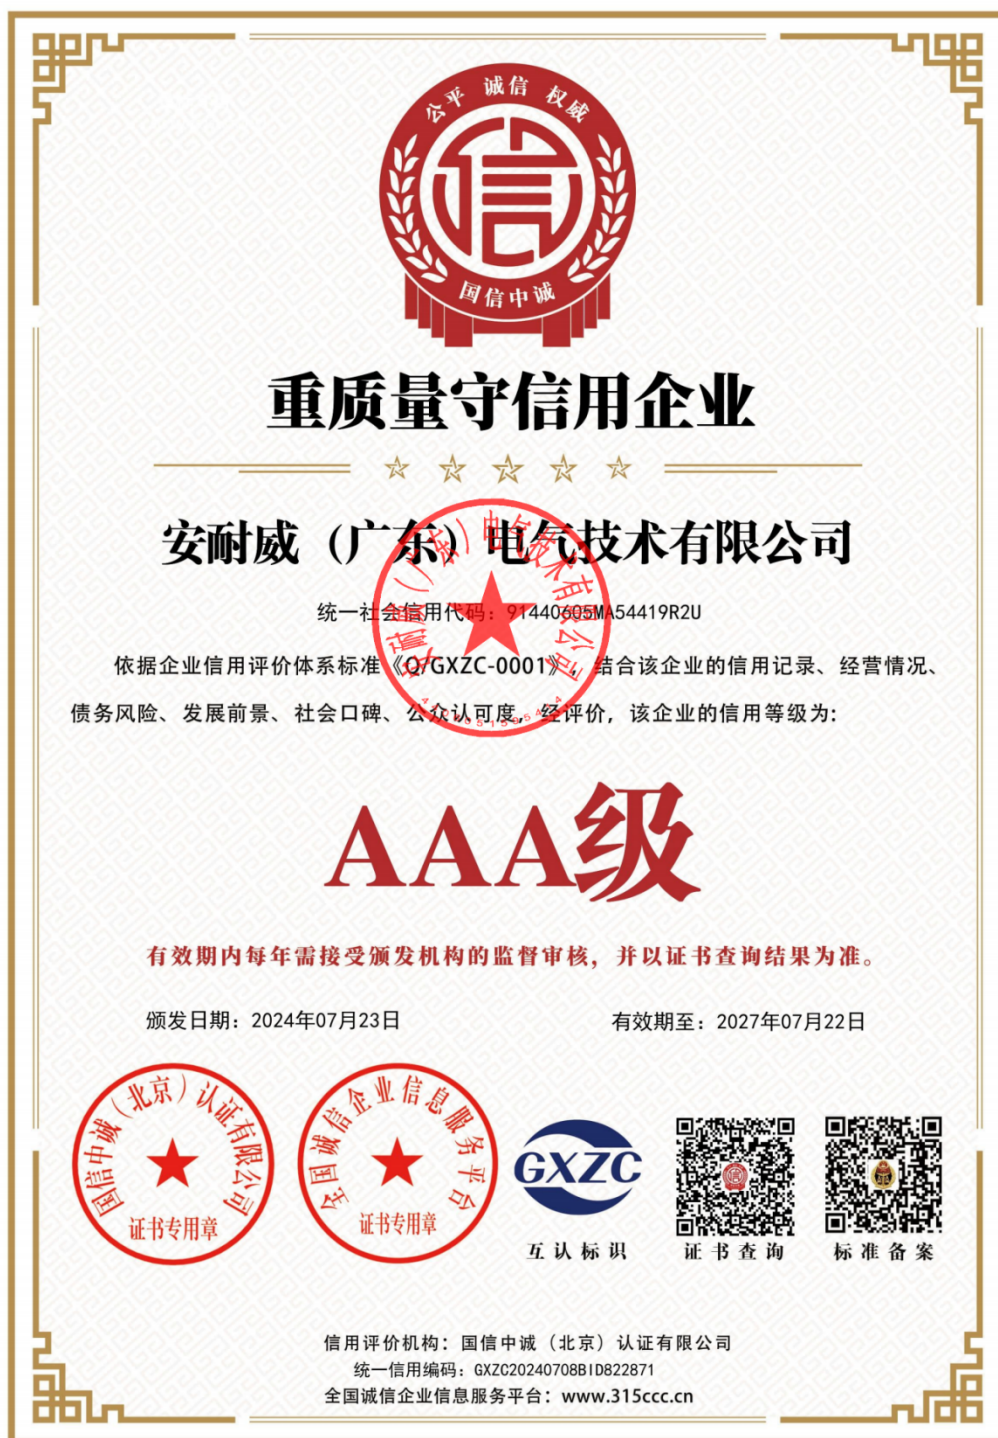 公平 诚信 权威
信
国信中诚
重质量守信用企业
安耐威（广东）电气技术有限公司
统一社会信用代码：91440605MA54419R2U
依据企业信用评价体系标准《Q/GXZC-0001》，结合该企业的信用记录、经营情况、
债务风险、发展前景、社会口碑、公众认可度，经评价，该企业的信用等级为:
安耐威（广东）电气技术有限公司
AAA级
有效期内每年需接受颁发机构的监督审核，并以证书查询结果为准。
颁发日期：2024年07月23日
有效期至：2027年07月22日
国信中诚（北京）认证有限公司
证书专用章
全国诚信企业信息服务平台
证书专用章
GXZC
互认标识
证书查询
标准备案
信用评价机构：国信中诚（北京）认证有限公司
统一信用编码：GXZC20240708BID822871
全国诚信企业信息服务平台：www.315ccc.cn